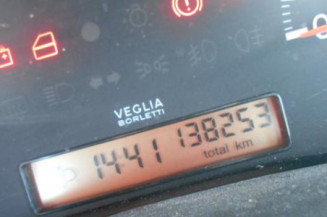 VEGLIA
BORLETTI
14:41 138253
total km